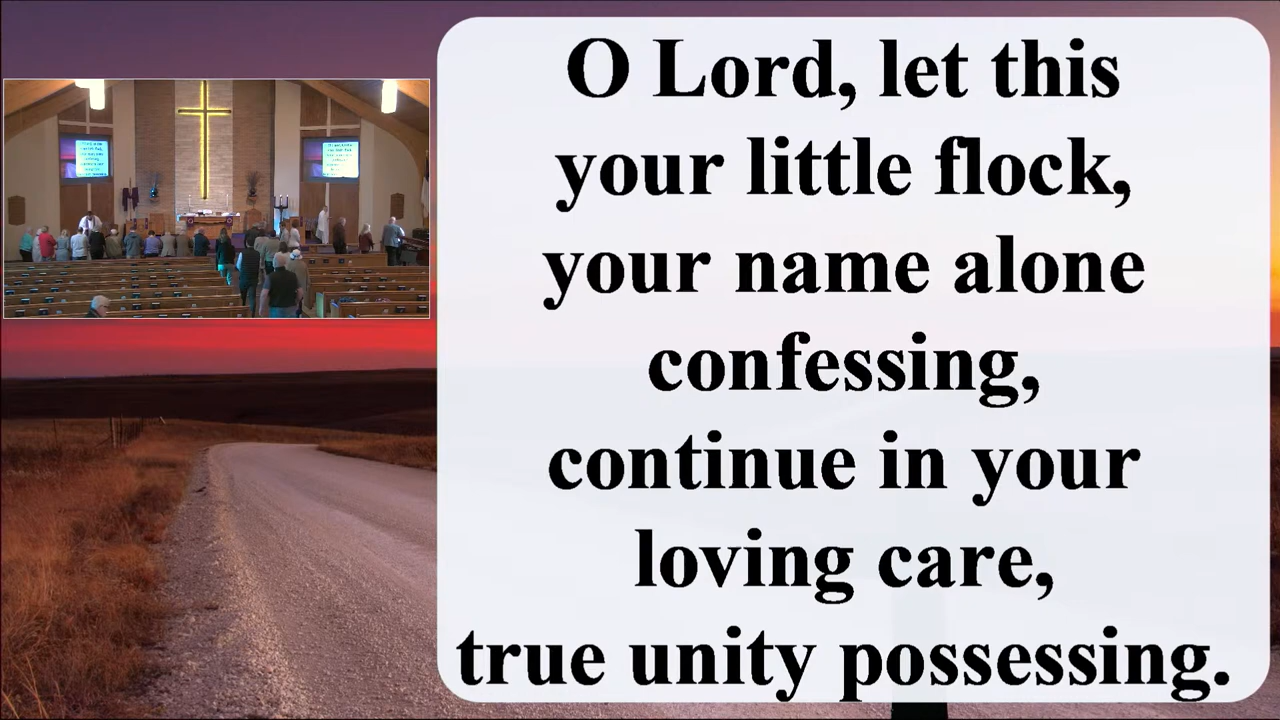 O Lord, let this
your little flock,
your name alone
confessing,
continue in your
loving care,
true unity possessing.